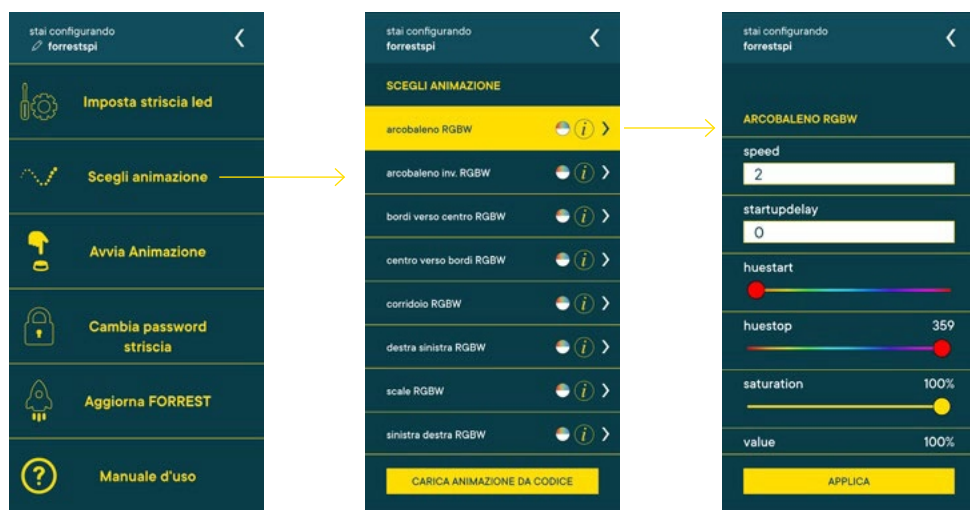 stai configurando
forrestspi
Imposta striscia led
Scegli animazione
Avvia Animazione
Cambia password
striscia
Aggiorna FORREST
?
Manuale d'uso
stai configurando
forrestspi
SCEGLI ANIMAZIONE
arcobaleno RGBW
i
arcobaleno inv. RGBW
i
bordi verso centro RGBW
i
centro verso bordi RGBW
i
corridoio RGBW
i
destra sinistra RGBW
i
scale RGBW
i
sinistra destra RGBW
i
CARICA ANIMAZIONE DA CODICE
stai configurando
forrestspi
ARCOBALENO RGBW
speed
2
startupdelay
0
huestart
huestop 359
saturation 100%
value 100%
APPLICA